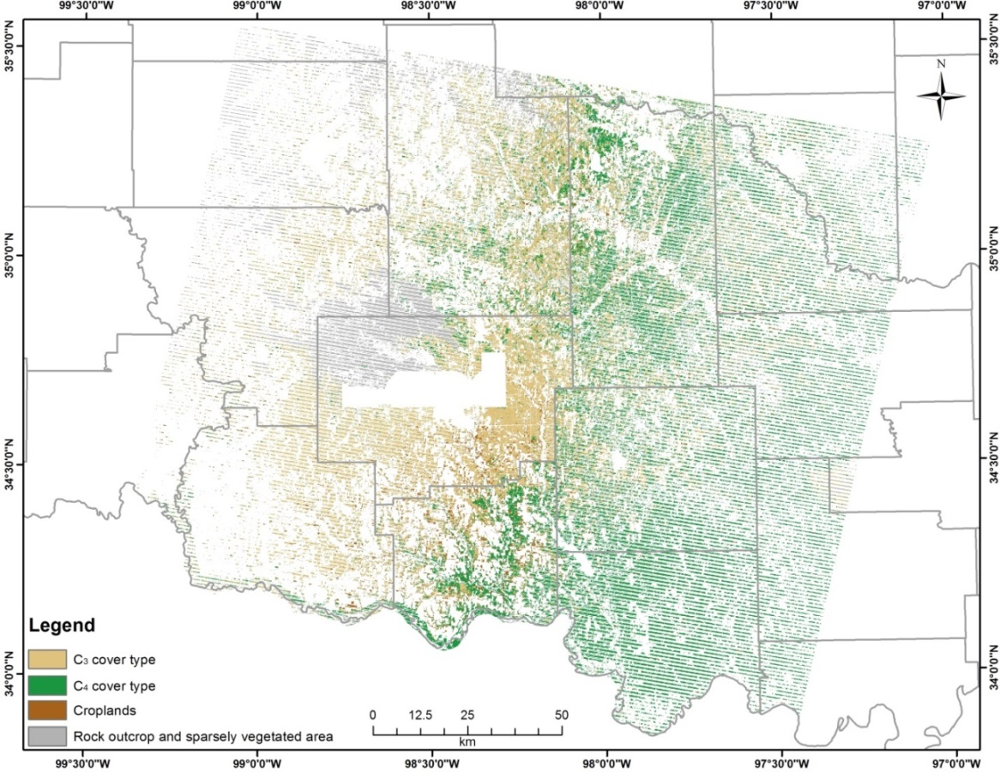 99°30'0"W 99°0'0"W 98°30'0"W 98°0'0"W 97°30'0"W 97°0'0"W
N
35°30'0"N 35°30'0"N
35°0'0"N 35°0'0"N
34°30'0"N 34°30'0"N
34°0'0"N 34°0'0"N
Legend
C₃ cover type
C₄ cover type
Croplands
Rock outcrop and sparsely vegetated area
0 12.5 25 50
km
99°30'0"W 99°0'0"W 98°30'0"W 98°0'0"W 97°30'0"W 97°0'0"W